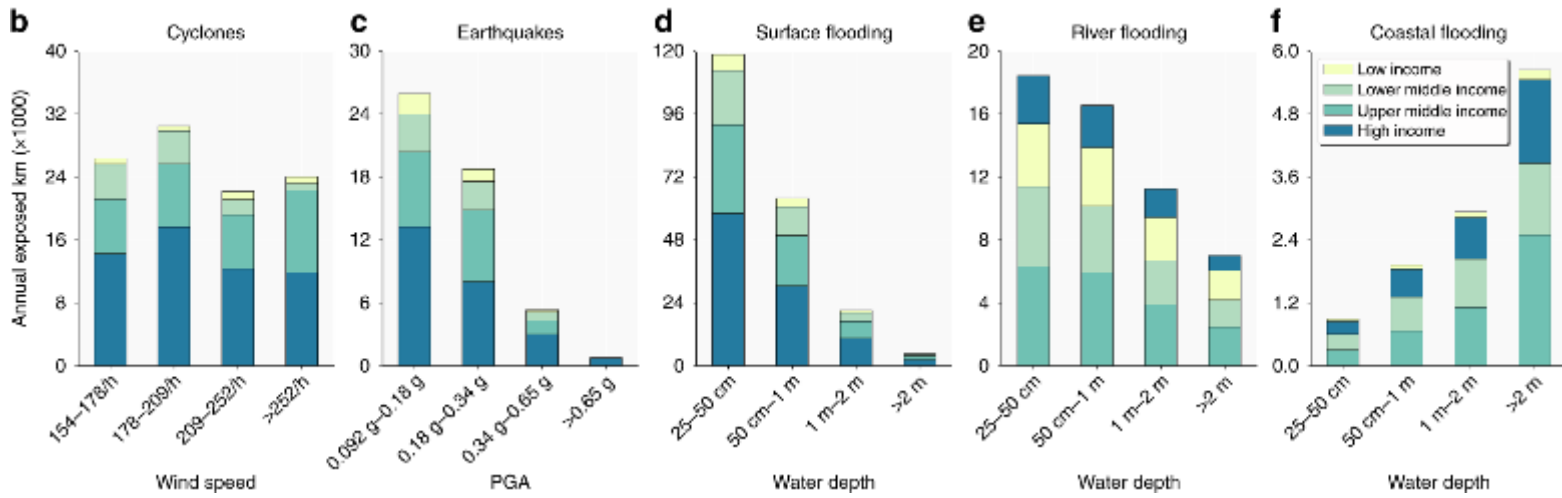 b
Cyclones
Annual exposed km (×1000)
40
32
24
16
8
0
154–178/h
178–209/h
209–252/h
>252/h
Wind speed
c
Earthquakes
30
24
18
12
6
0
0.092 g–0.18 g
0.18 g–0.34 g
0.34 g–0.65 g
>0.65 g
PGA
d
Surface flooding
120
96
72
48
24
0
25–50 cm
50 cm–1 m
1 m–2 m
>2 m
Water depth
e
River flooding
20
16
12
8
4
0
25–50 cm
50 cm–1 m
1 m–2 m
>2 m
Water depth
f
Coastal flooding
6.0
4.8
3.6
2.4
1.2
0.0
Low income
Lower middle income
Upper middle income
High income
25–50 cm
50 cm–1 m
1 m–2 m
>2 m
Water depth